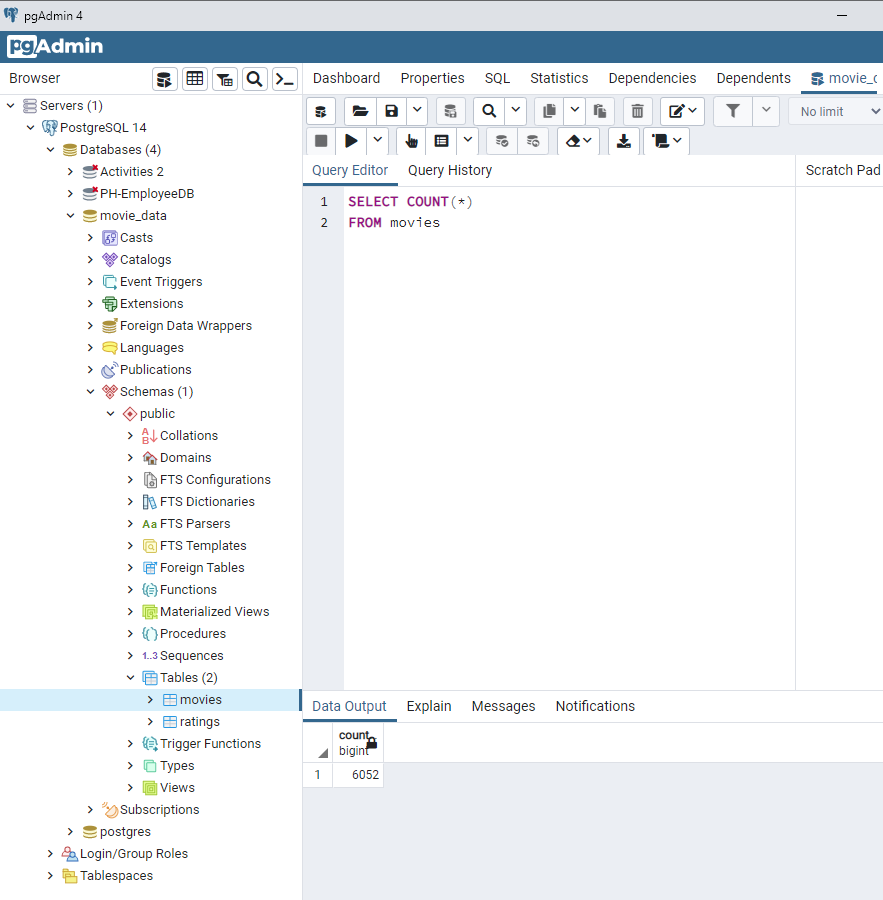 pgAdmin 4
pgAdmin
Browser
Dashboard Properties SQL Statistics Dependencies Dependents movie_c
No limit
Servers (1)
PostgreSQL 14
Databases (4)
Activities 2
PH-EmployeeDB
movie_data
Casts
Catalogs
Event Triggers
Extensions
Foreign Data Wrappers
Languages
Publications
Schemas (1)
public
Collations
Domains
FTS Configurations
FTS Dictionaries
Aa FTS Parsers
FTS Templates
Foreign Tables
Functions
Materialized Views
Procedures
1..3 Sequences
Tables (2)
movies
ratings
Trigger Functions
Types
Views
Subscriptions
postgres
Login/Group Roles
Tablespaces
Query Editor Query History
Scratch Pad
1 SELECT COUNT(*)
2 FROM movies
Data Output Explain Messages Notifications
count
bigint
1 6052